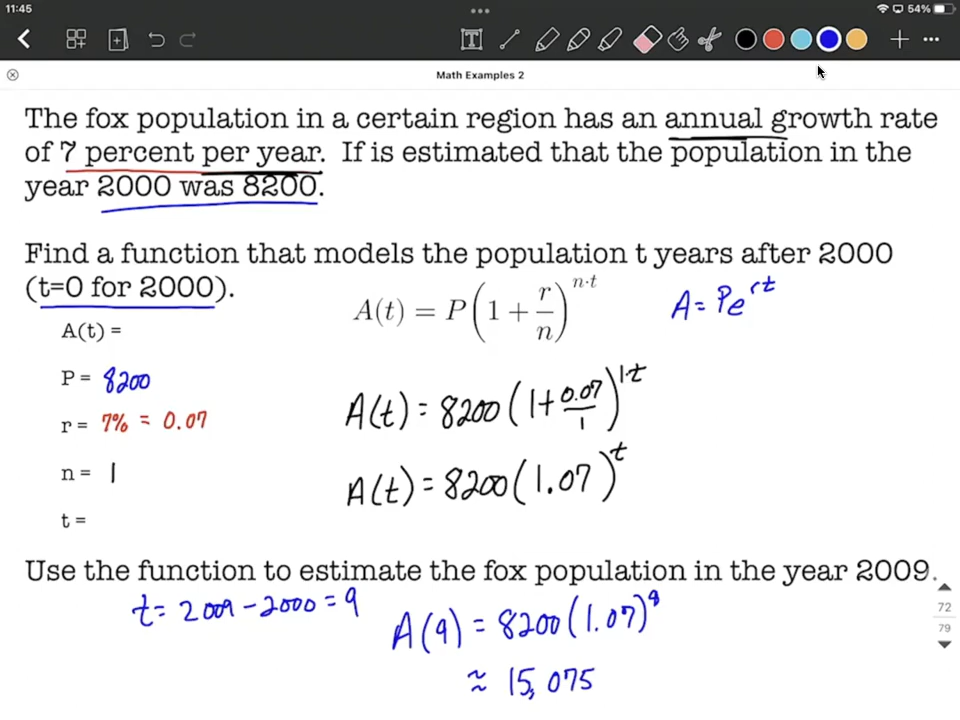 11:45
54%
Math Examples 2
The fox population in a certain region has an annual growth rate
of 7 percent per year. If is estimated that the population in the
year 2000 was 8200.
Find a function that models the population t years after 2000
(t=0 for 2000).
A(t) = P(1 + r/n)^n·t
A = Pe^rt
A(t) =
P = 8200
r = 7% = 0.07
n = 1
t =
A(t) = 8200(1 + 0.07/1)^1t
A(t) = 8200(1.07)^t
Use the function to estimate the fox population in the year 2009.
t = 2009 - 2000 = 9
A(9) = 8200(1.07)^9
≈ 15,075
72
79